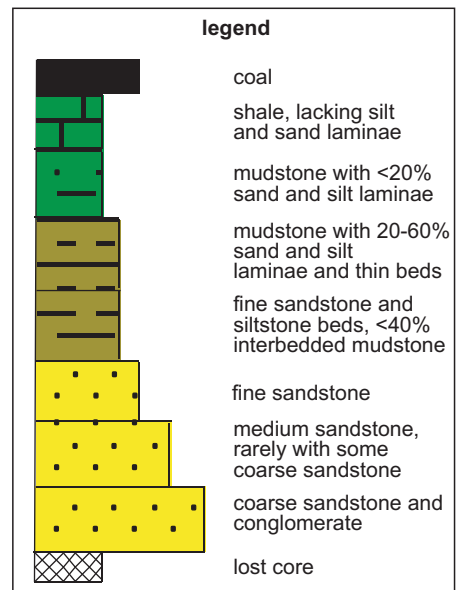 legend
coal
shale, lacking silt
and sand laminae
mudstone with <20%
sand and silt laminae
mudstone with 20-60%
sand and silt
laminae and thin beds
fine sandstone and
siltstone beds, <40%
interbedded mudstone
fine sandstone
medium sandstone,
rarely with some
coarse sandstone
coarse sandstone and
conglomerate
lost core